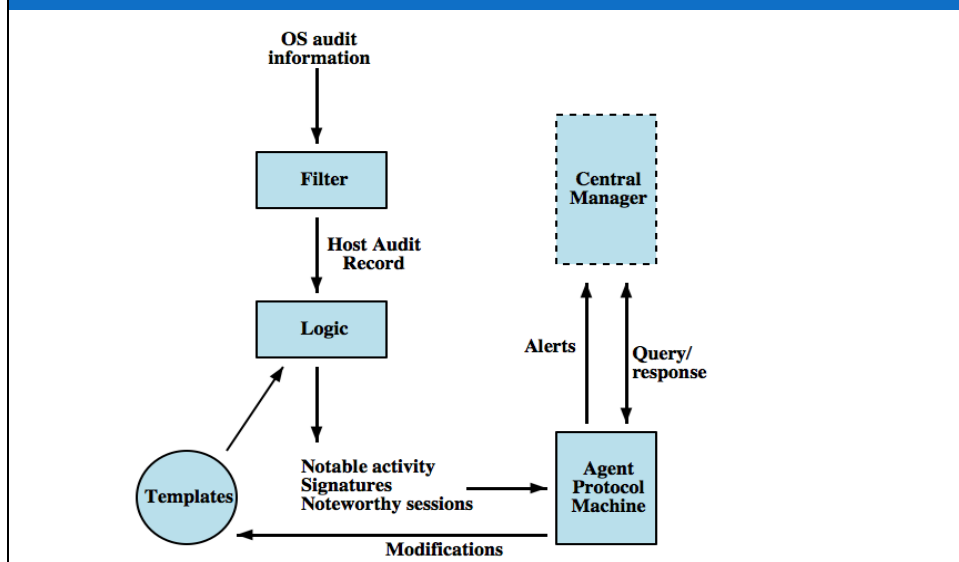 OS audit
information
Filter
Central
Manager
Host Audit
Record
Logic
Alerts
Query/
response
Notable activity
Signatures
Noteworthy sessions
Templates
Agent
Protocol
Machine
Modifications